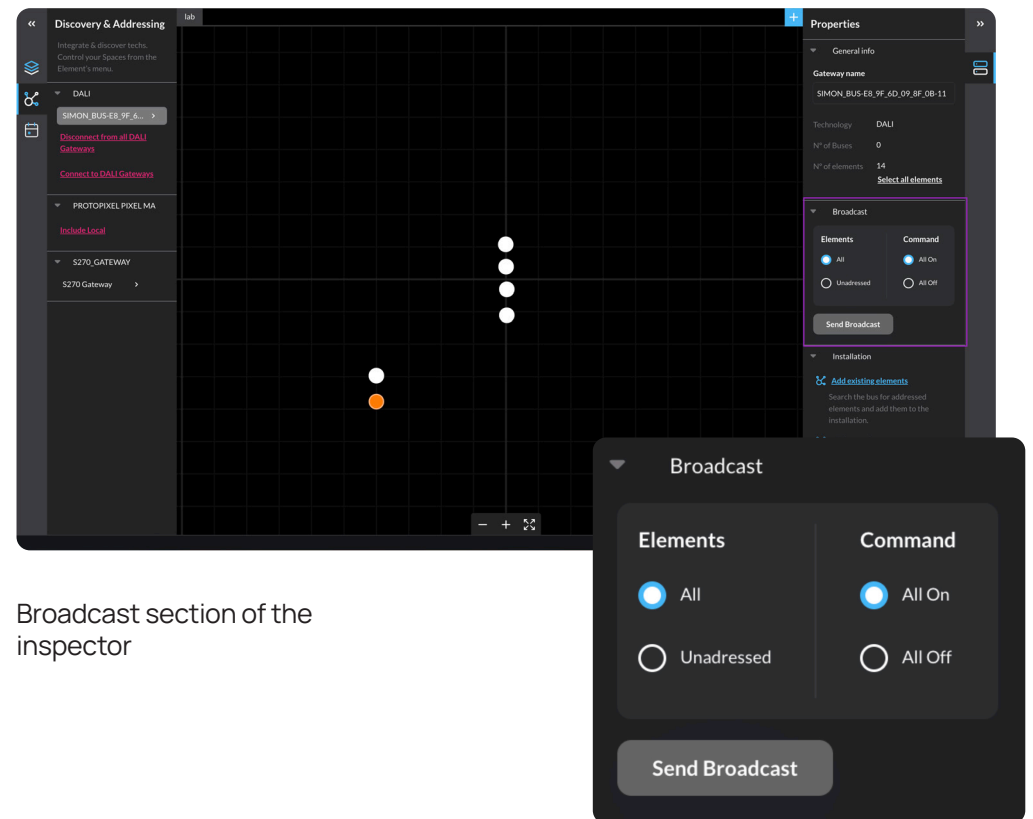 «
Discovery & Addressing
Integrate & discover techs.
Control your Spaces from the
Element's menu.
DALI
SIMON_BUS-E8_9F_6... >
Disconnect from all DALI
Gateways
Connect to DALI Gateways
PROTOPIXEL PIXEL MA
Include Local
S270_GATEWAY
S270 Gateway >
lab
+
− +
Properties
»
General info
Gateway name
SIMON_BUS-E8_9F_6D_09_8F_0B-11
Technology DALI
Nº of Buses 0
Nº of elements 14
Select all elements
Broadcast
Elements Command
All All On
Unadressed All Off
Send Broadcast
Installation
Add existing elements
Search the bus for addressed
elements and add them to the
installation.
Broadcast section of the
inspector
Broadcast
Elements Command
All All On
Unadressed All Off
Send Broadcast